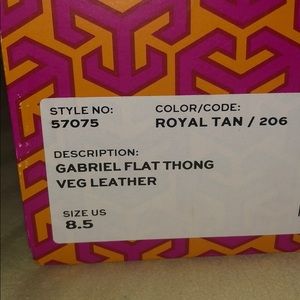 STYLE NO: COLOR/CODE:
57075 ROYAL TAN / 206
DESCRIPTION:
GABRIEL FLAT THONG
VEG LEATHER
SIZE US
8.5